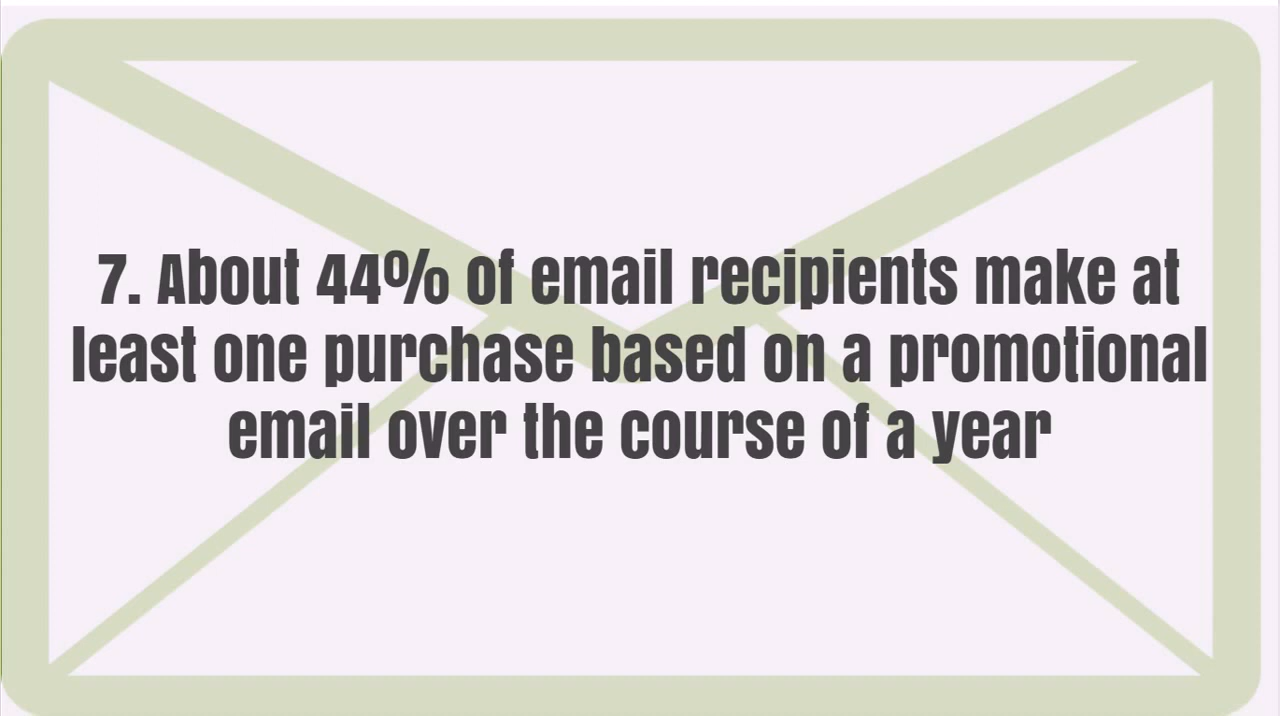 7. About 44% of email recipients make at
least one purchase based on a promotional
email over the course of a year